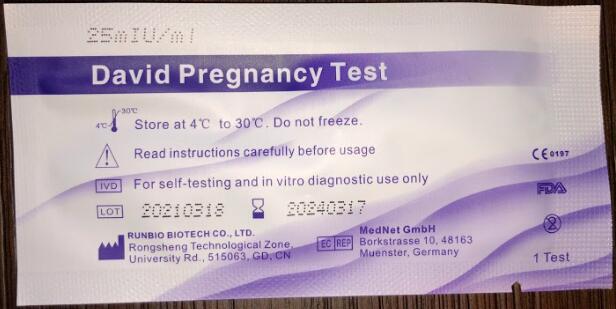 25mIU/ml
David Pregnancy Test
4℃ 30℃ Store at 4℃ to 30℃. Do not freeze.
Read instructions carefully before usage
CE 0197
IVD For self-testing and in vitro diagnostic use only
FDA
LOT 20210318 20240317
RUNBIO BIOTECH CO., LTD.
Rongsheng Technological Zone,
University Rd., 515063, GD, CN
EC REP
MedNet GmbH
Borkstrasse 10, 48163
Muenster, Germany
2
1 Test